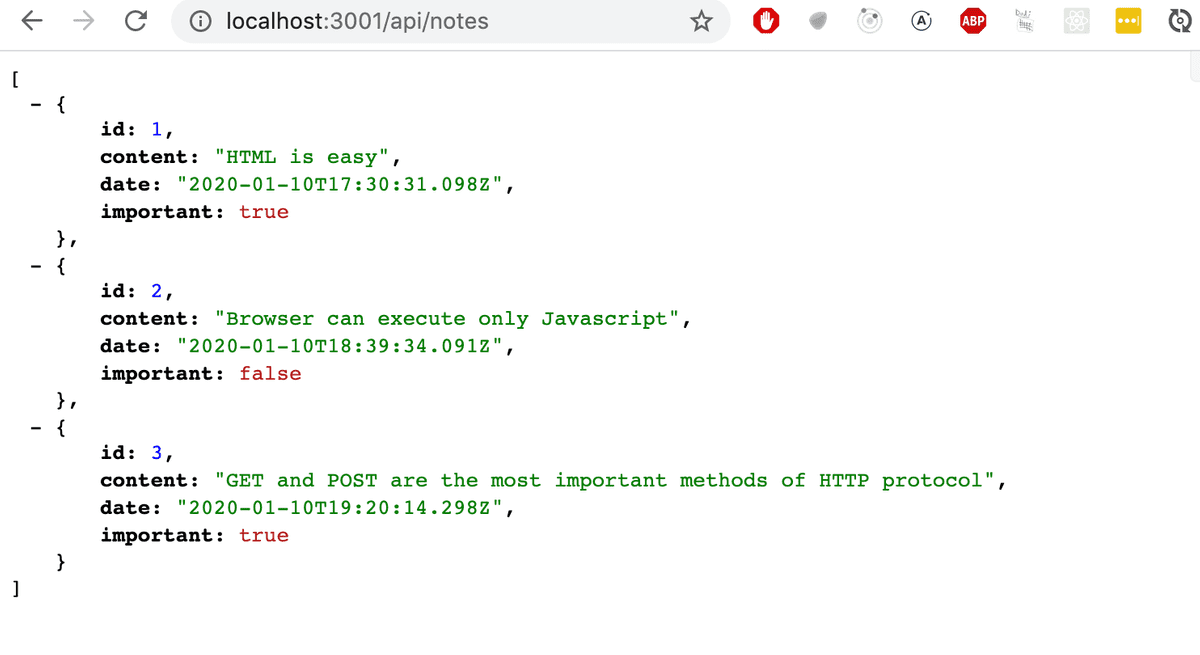 localhost:3001/api/notes
A
ABP
[
- {
id: 1,
content: "HTML is easy",
date: "2020-01-10T17:30:31.098Z",
important: true
},
- {
id: 2,
content: "Browser can execute only Javascript",
date: "2020-01-10T18:39:34.091Z",
important: false
},
- {
id: 3,
content: "GET and POST are the most important methods of HTTP protocol",
date: "2020-01-10T19:20:14.298Z",
important: true
}
]